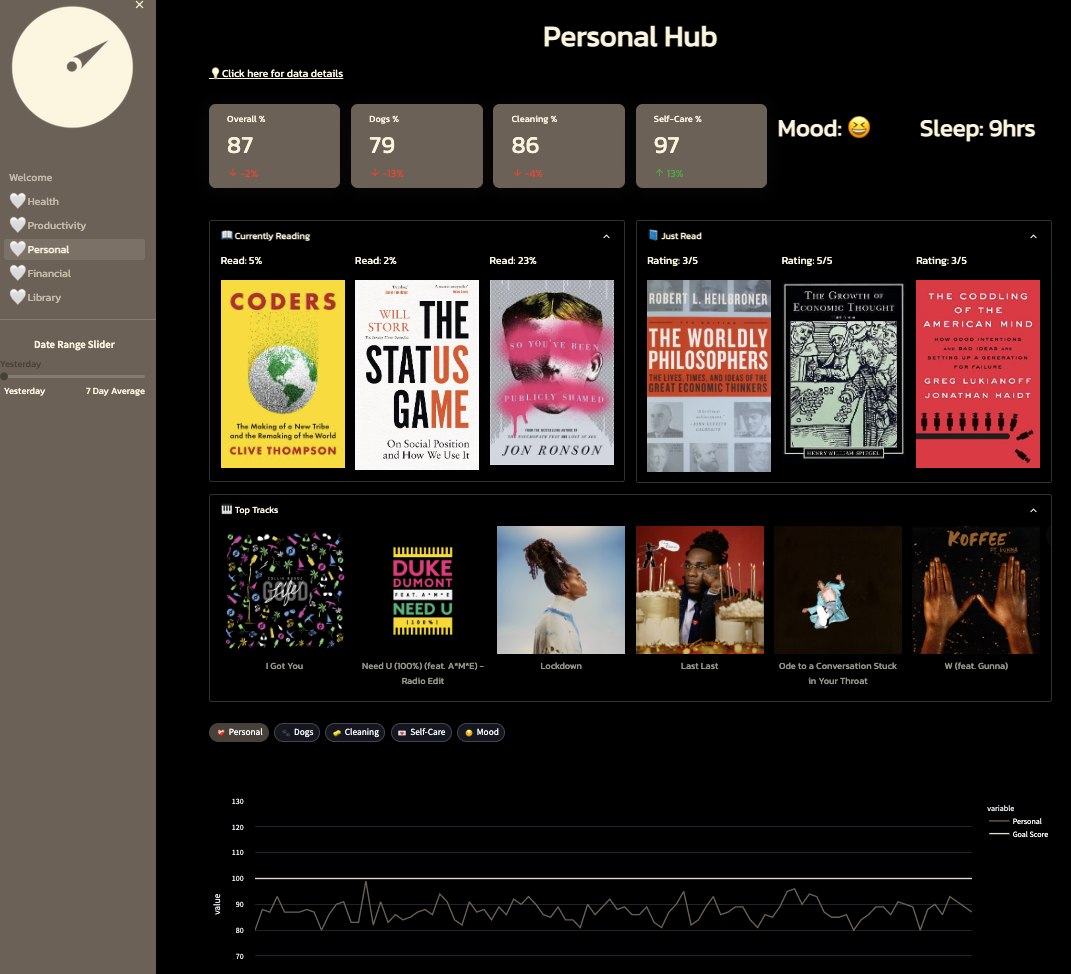 ×
Personal Hub
💡Click here for data details
Overall %
87
↓ -2%
Dogs %
79
↓ -13%
Cleaning %
86
↓ -4%
Self-Care %
97
↑ 13%
Mood: 😆
Sleep: 9hrs
Welcome
🤍Health
🤍Productivity
🤍Personal
🤍Financial
🤍Library
Date Range Slider
Yesterday
Yesterday
7 Day Average
📖 Currently Reading
Read: 5%
Read: 2%
Read: 23%
CODERS
The Making of a New Tribe
and the Remaking of the World
CLIVE THOMPSON
WILL
STORR
THE
STATUS
GAME
On Social Position
and How We Use It
SO YOU'VE BEEN
PUBLICLY SHAMED
JON RONSON
📘 Just Read
Rating: 3/5
Rating: 5/5
Rating: 3/5
ROBERT L. HEILBRONER
THE WORLDLY
PHILOSOPHERS
THE LIVES, TIMES, AND IDEAS OF THE
GREAT ECONOMIC THINKERS
THE GROWTH OF
ECONOMIC THOUGHT
HENRY WILLIAM SPIEGEL
THE CODDLING
OF THE
AMERICAN MIND
HOW GOOD INTENTIONS
AND BAD IDEAS ARE
SETTING UP A GENERATION
FOR FAILURE
GREG LUKIANOFF
JONATHAN HAIDT
🎹 Top Tracks
DUKE
DUMONT
FEAT. A*M*E
NEED U
(100%)
KOFFEE
FT. GUNNA
I Got You
Need U (100%) (feat. A*M*E) -
Radio Edit
Lockdown
Last Last
Ode to a Conversation Stuck
in Your Throat
W (feat. Gunna)
Personal
Dogs
Cleaning
Self-Care
Mood
130
120
110
100
90
80
70
value
variable
Personal
Goal Score